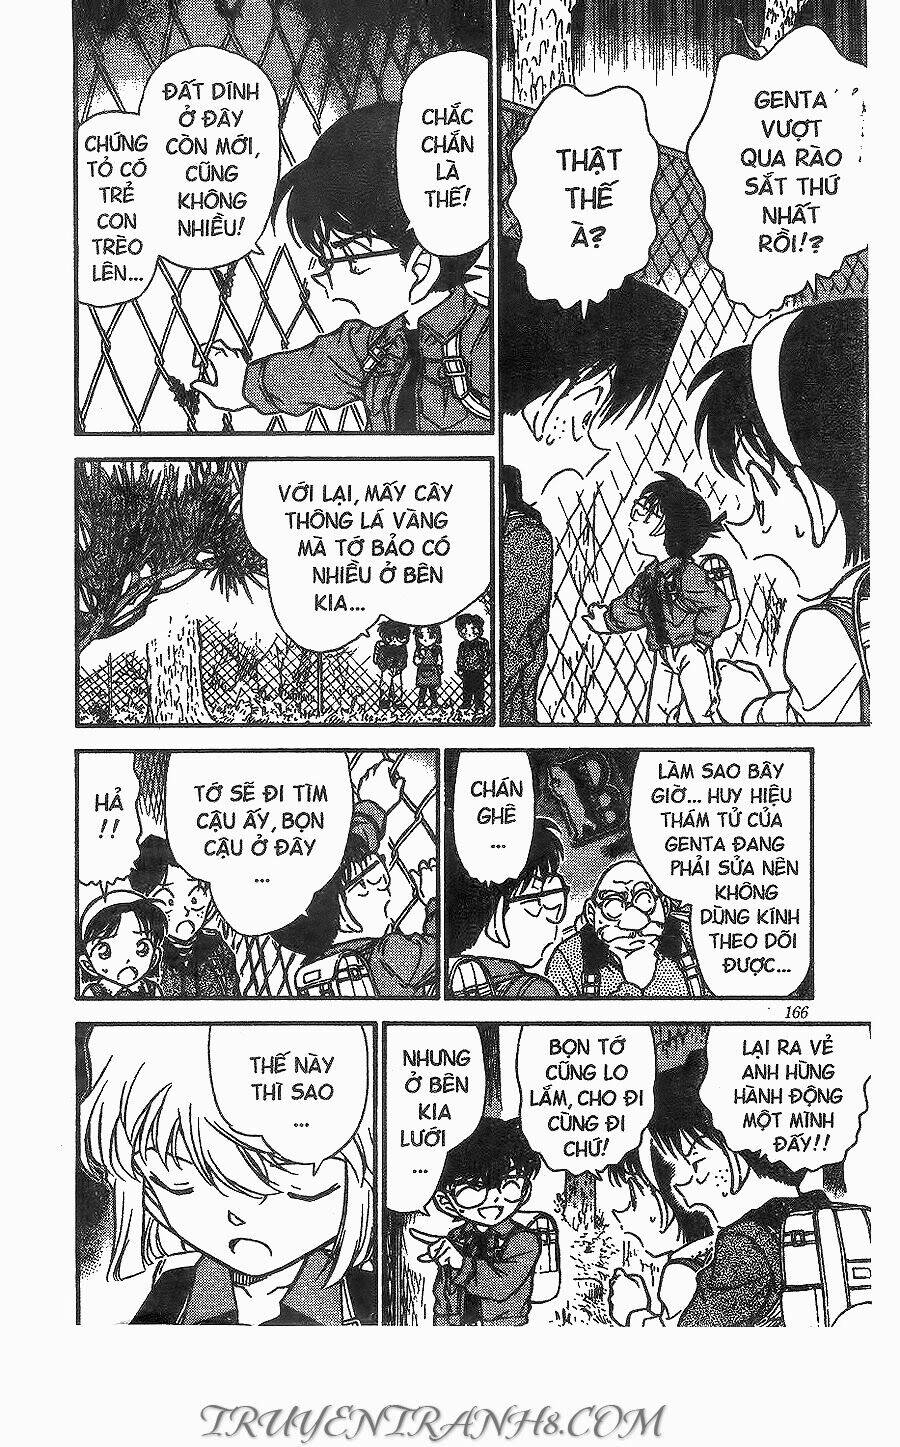 GENTA
VƯỢT
QUA RÀO
SẮT THỨ
NHẤT
RỒI!?
THẬT
THẾ
À?
CHẮC
CHẮN
LÀ
THẾ!
ĐẤT DÍNH
Ở ĐÂY
CÒN MỚI,
CŨNG
KHÔNG
NHIỀU!
CHỨNG
TỎ CÓ
TRẺ
CON
TRÈO
LÊN...
VỚI LẠI, MẤY CÂY
THÔNG LÁ VÀNG
MÀ TỚ BẢO CÓ
NHIỀU Ở BÊN
KIA...
LÀM SAO BÂY
GIỜ... HUY HIỆU
THÁM TỬ CỦA
GENTA ĐANG
PHẢI SỬA NÊN
KHÔNG
DÙNG KÍNH
THEO DÕI
ĐƯỢC...
CHÁN
GHÊ
...
TỚ SẼ ĐI TÌM
CẬU ẤY, BỌN
CẬU Ở ĐÂY
...
HẢ
!!
166
LẠI RA VẺ
ANH HÙNG
HÀNH ĐỘNG
MỘT MÌNH
ĐẤY!!
BỌN TỚ
CŨNG LO
LẮM, CHO ĐI
CÙNG ĐI
CHỨ!
NHƯNG
Ở BÊN
KIA
LƯỚI
...
THẾ NÀY
THÌ SAO
...
TRUYENTRANH8.COM